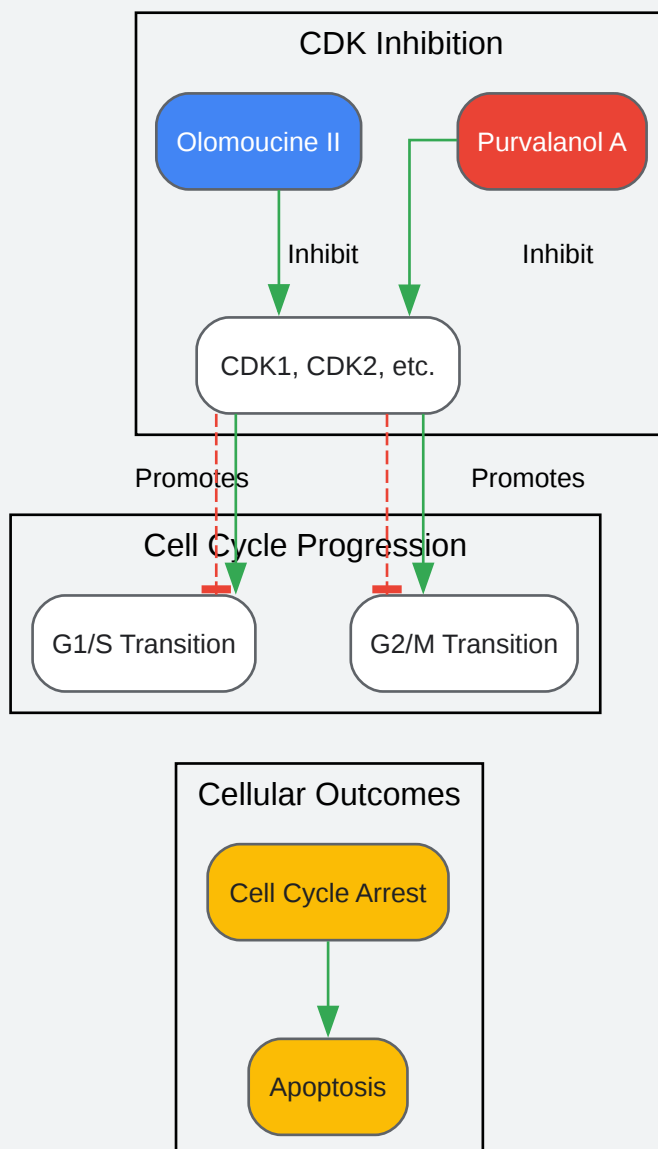 CDK Inhibition
Olomoucine II
Purvalanol A
Inhibit
Inhibit
CDK1, CDK2, etc.
Promotes
Promotes
Cell Cycle Progression
G1/S Transition
G2/M Transition
Cellular Outcomes
Cell Cycle Arrest
Apoptosis